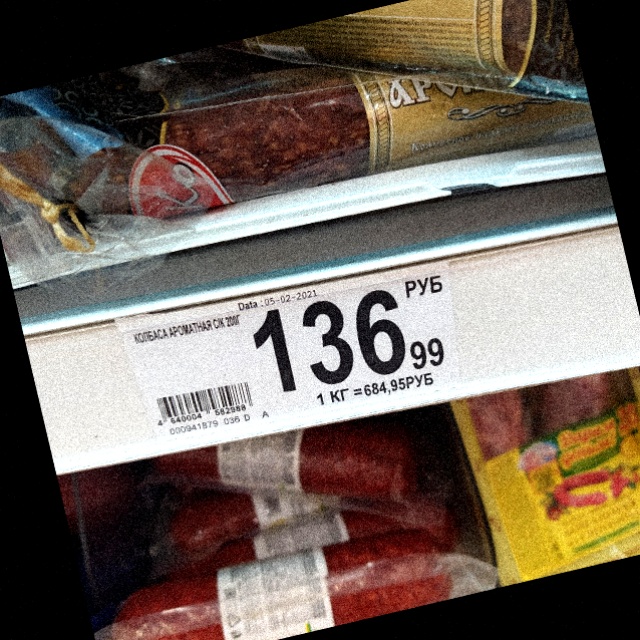 Data : 05-02-2021
КОЛБАСА АРОМАТНАЯ С/К 200Г
136 99 РУБ
1 КГ =684,95РУБ
000941879 036 D A